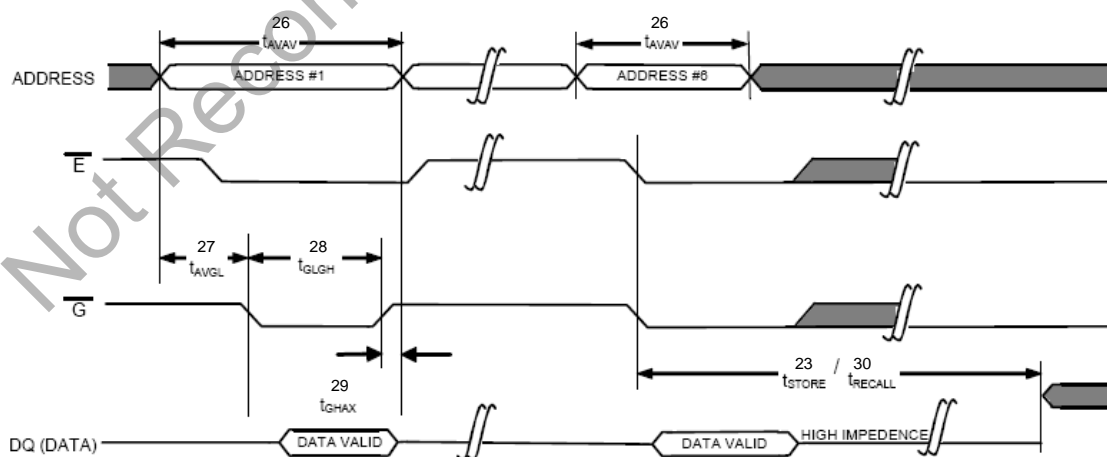 Not Recom
26
tAVAV
26
tAVAV
ADDRESS
ADDRESS #1
ADDRESS #6
E
27
tAVGL
28
tGLGH
G
29
tGHAX
23 / 30
tSTORE tRECALL
DQ (DATA)
DATA VALID
DATA VALID
HIGH IMPEDENCE